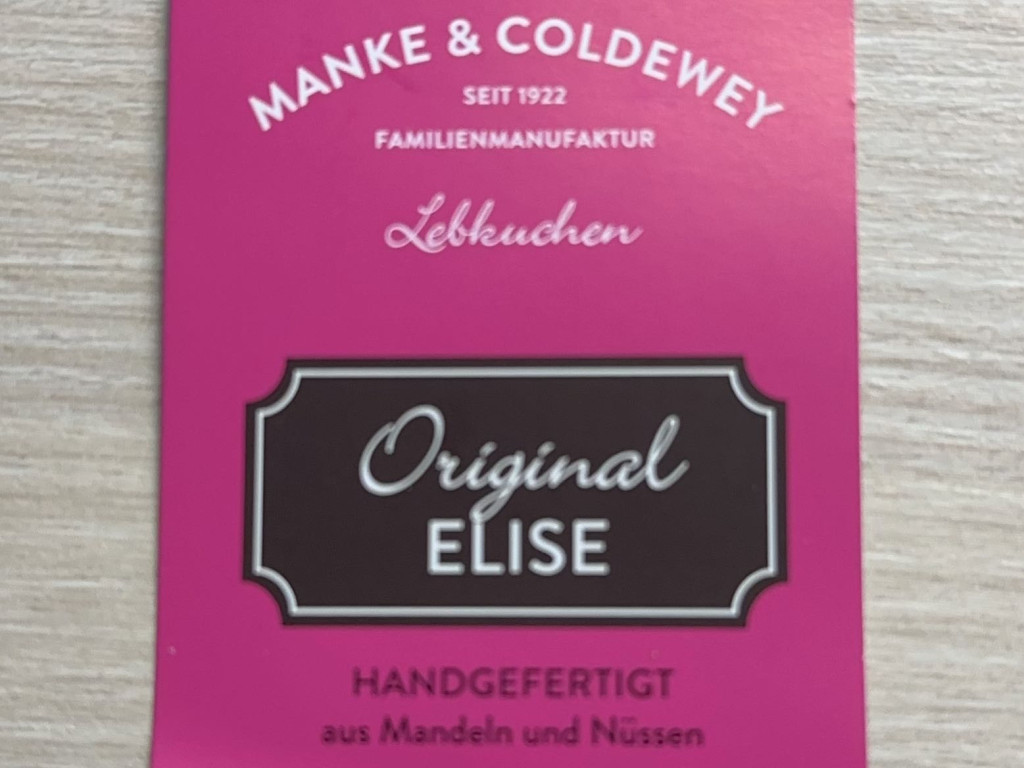 MANKE & COLDEWEY
SEIT 1922
FAMILIENMANUFAKTUR
Lebkuchen
Original
ELISE
HANDGEFERTIGT
aus Mandeln und Nüssen